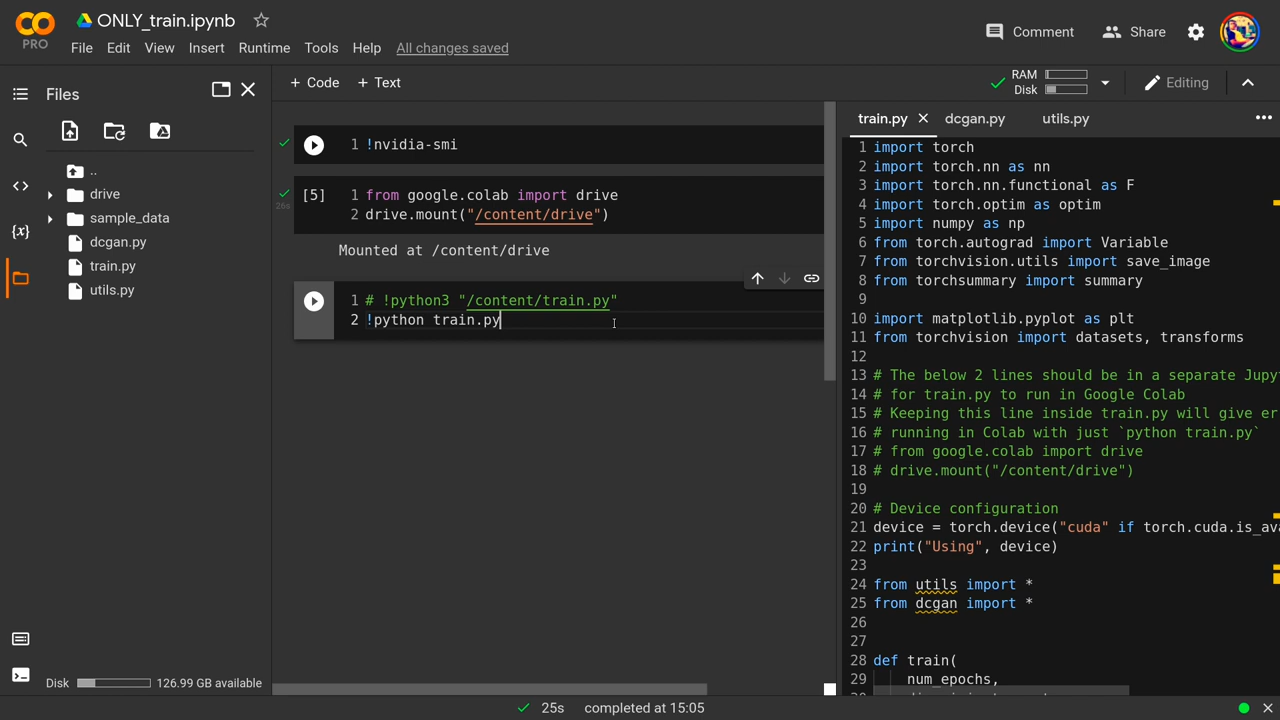 PRO
ONLY_train.ipynb
File Edit View Insert Runtime Tools Help All changes saved
Comment Share
Files
+ Code + Text
RAM
Disk
Editing
..
drive
sample_data
dcgan.py
train.py
utils.py
{x}
Disk 126.99 GB available
1 !nvidia-smi
[5] 1 from google.colab import drive
26s 2 drive.mount("/content/drive")
Mounted at /content/drive
1 # !python3 "/content/train.py"
2 !python train.py
train.py dcgan.py utils.py
1 import torch
2 import torch.nn as nn
3 import torch.nn.functional as F
4 import torch.optim as optim
5 import numpy as np
6 from torch.autograd import Variable
7 from torchvision.utils import save_image
8 from torchsummary import summary
9
10 import matplotlib.pyplot as plt
11 from torchvision import datasets, transforms
12
13 # The below 2 lines should be in a separate Jupy
14 # for train.py to run in Google Colab
15 # Keeping this line inside train.py will give er
16 # running in Colab with just `python train.py`
17 # from google.colab import drive
18 # drive.mount("/content/drive")
19
20 # Device configuration
21 device = torch.device("cuda" if torch.cuda.is_ava
22 print("Using", device)
23
24 from utils import *
25 from dcgan import *
26
27
28 def train(
29 num_epochs,
25s completed at 15:05